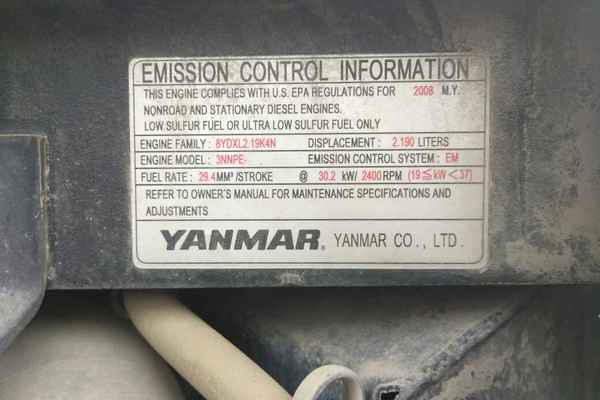 EMISSION CONTROL INFORMATION
THIS ENGINE COMPLIES WITH U.S. EPA REGULATIONS FOR 2008 M.Y.
NONROAD AND STATIONARY DIESEL ENGINES.
LOW SULFUR FUEL OR ULTRA LOW SULFUR FUEL ONLY
ENGINE FAMILY : 8YDXL2.19K4N DISPLACEMENT : 2.190 LITERS
ENGINE MODEL : 3NNPE- EMISSION CONTROL SYSTEM : EM
FUEL RATE : 29.4MM³/STROKE @ 30.2 kW/ 2400RPM (19≦kW<37)
REFER TO OWNER'S MANUAL FOR MAINTENANCE SPECIFICATIONS AND
ADJUSTMENTS
YANMAR® YANMAR CO., LTD.